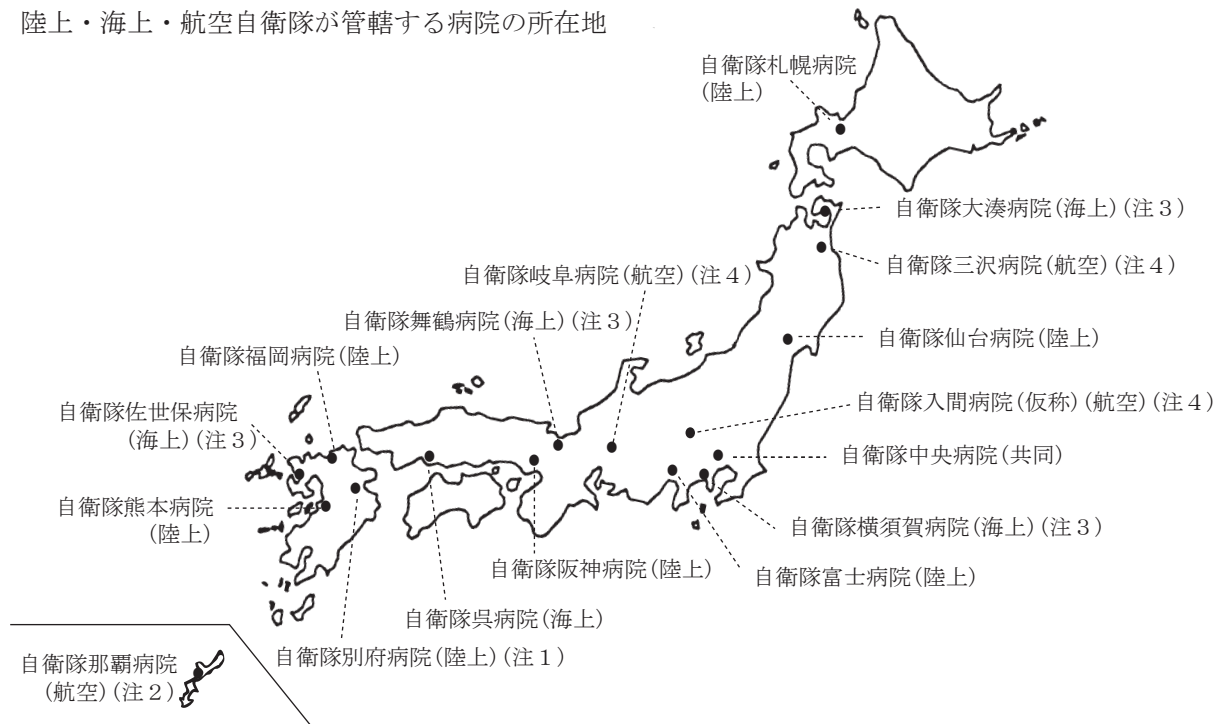 陸上・海上・航空自衛隊が管轄する病院の所在地
自衛隊札幌病院
(陸上)
自衛隊大湊病院(海上)(注3)
自衛隊三沢病院(航空)(注4)
自衛隊岐阜病院(航空)(注4)
自衛隊舞鶴病院(海上)(注3)
自衛隊仙台病院(陸上)
自衛隊福岡病院(陸上)
自衛隊入間病院(仮称)(航空)(注4)
自衛隊佐世保病院
(海上)(注3)
自衛隊中央病院(共同)
自衛隊熊本病院
(陸上)
自衛隊横須賀病院(海上)(注3)
自衛隊阪神病院(陸上)
自衛隊富士病院(陸上)
自衛隊呉病院(海上)
自衛隊別府病院(陸上)(注1)
自衛隊那覇病院
(航空)(注2)